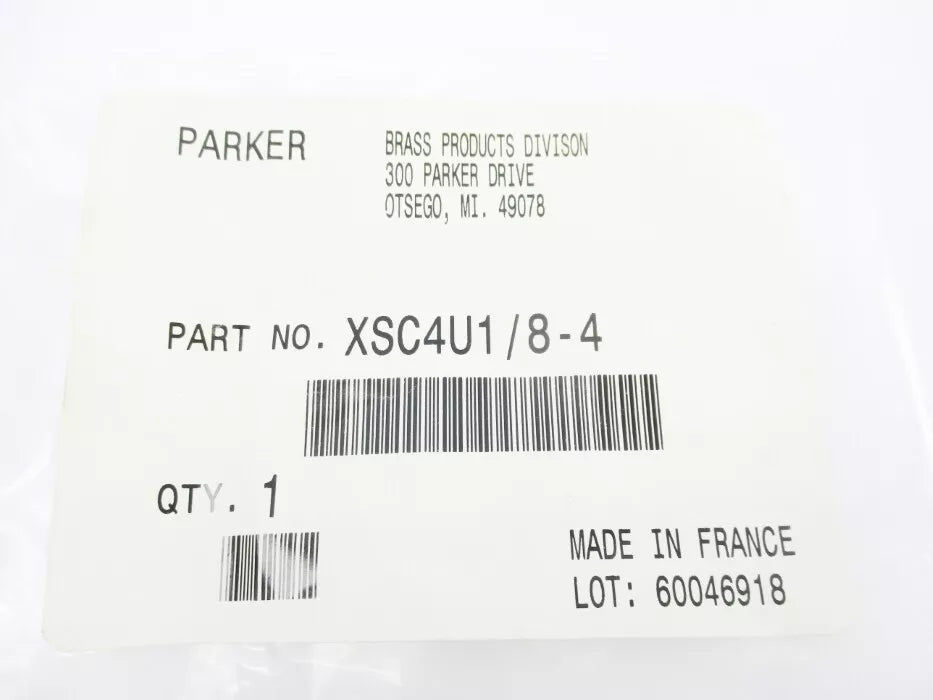 PARKER
BRASS PRODUCTS DIVISON
300 PARKER DRIVE
OTSEGO, MI. 49078
PART NO. XSC4U1/8-4
QTY. 1
MADE IN FRANCE
LOT: 60046918